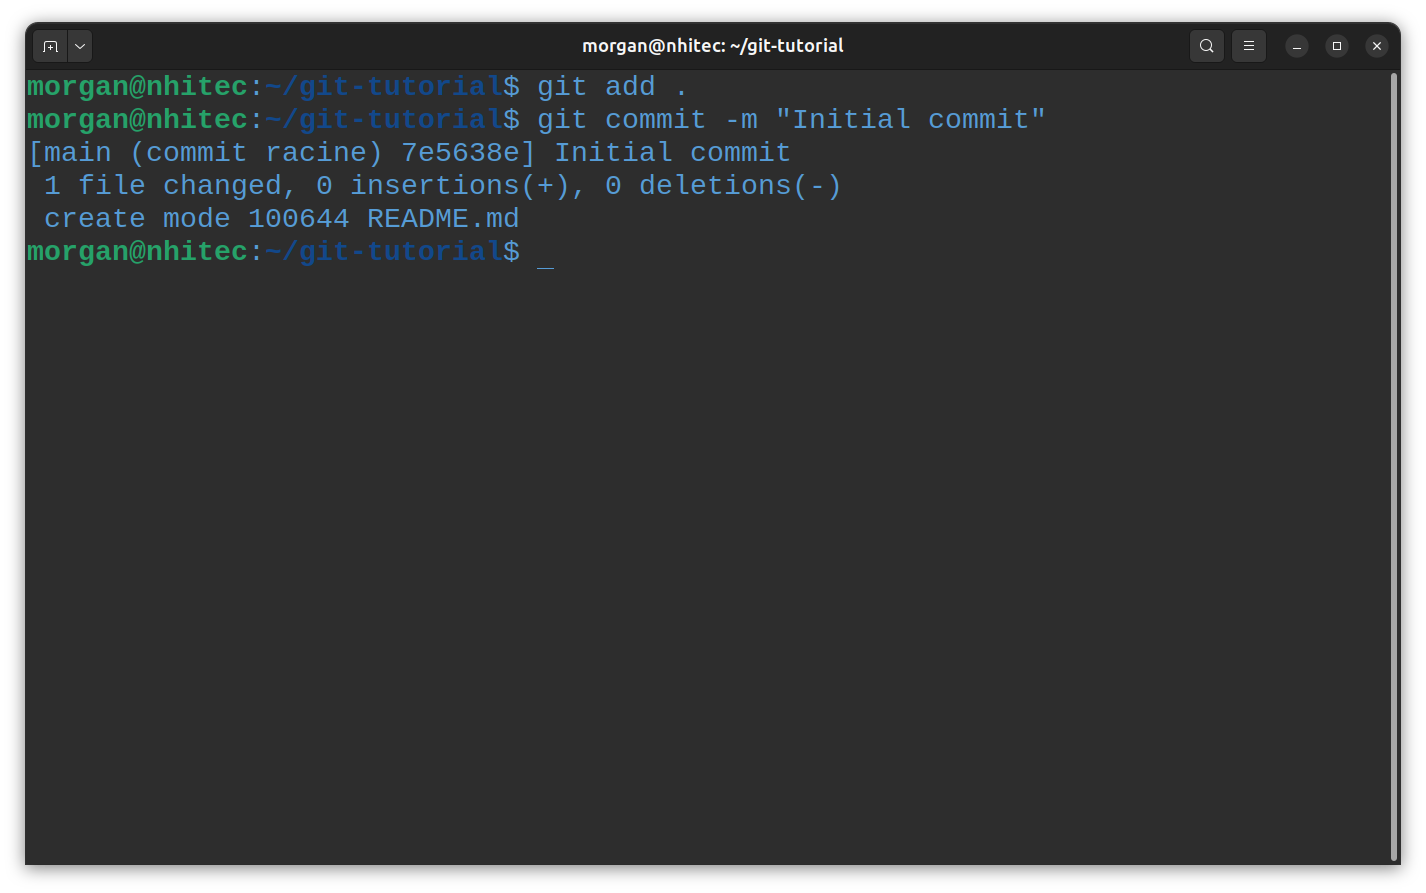 morgan@nhitec: ~/git-tutorial
morgan@nhitec:~/git-tutorial$ git add .
morgan@nhitec:~/git-tutorial$ git commit -m "Initial commit"
[main (commit racine) 7e5638e] Initial commit
 1 file changed, 0 insertions(+), 0 deletions(-)
 create mode 100644 README.md
morgan@nhitec:~/git-tutorial$ _